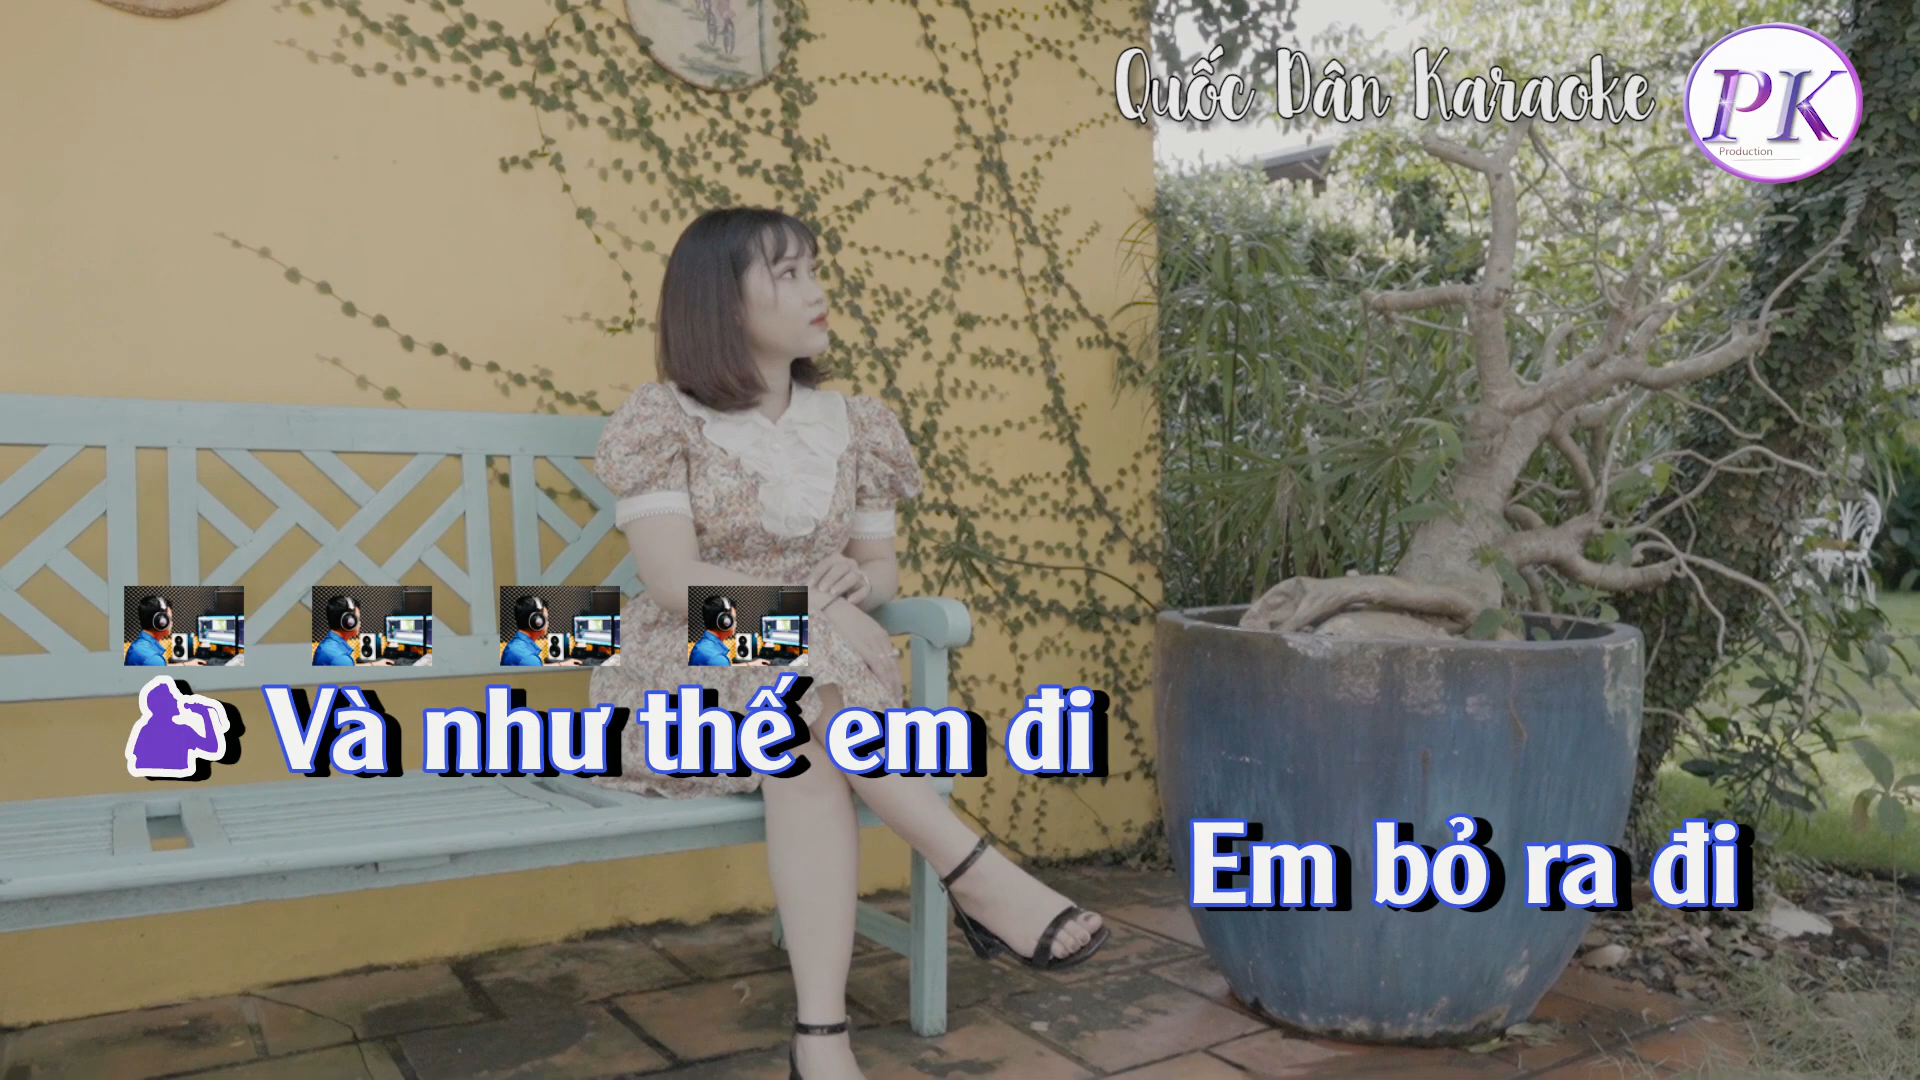 Quốc Dân Karaoke
PK
Production
Và như thế em đi
Em bỏ ra đi